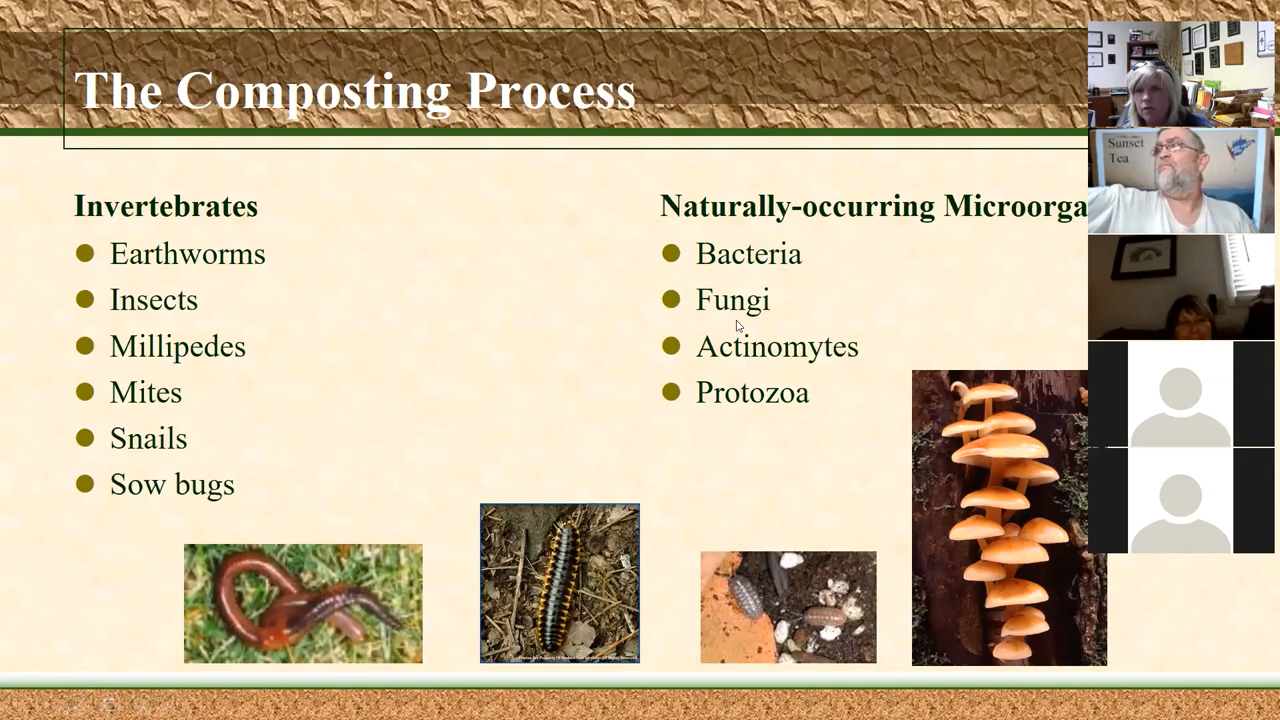 The Composting Process
Invertebrates
Earthworms
Insects
Millipedes
Mites
Snails
Sow bugs
Naturally-occurring Microorga
Bacteria
Fungi
Actinomytes
Protozoa
Sunset
Tea